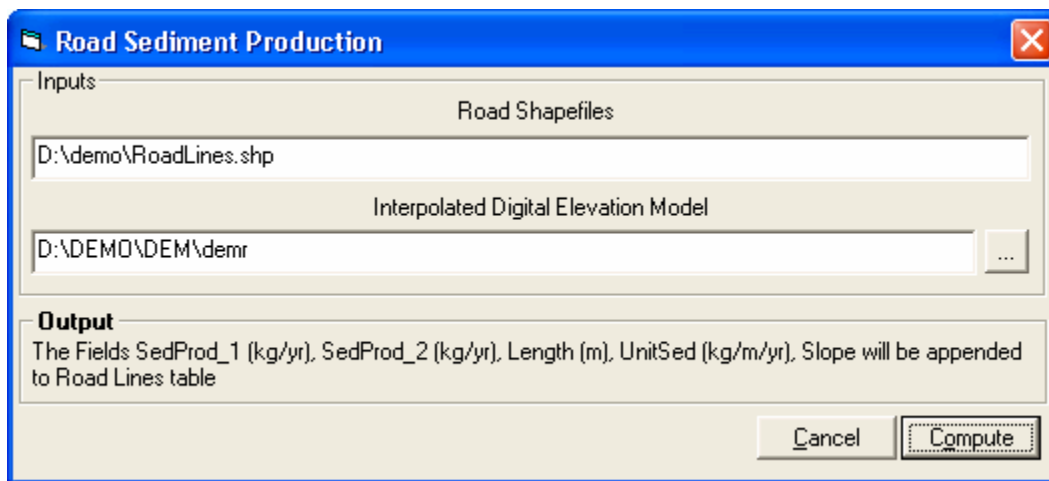 Road Sediment Production
Inputs
Road Shapefiles
D:\demo\RoadLines.shp
Interpolated Digital Elevation Model
D:\DEMO\DEM\demr
...
Output
The Fields SedProd_1 (kg/yr), SedProd_2 (kg/yr), Length (m), UnitSed (kg/m/yr), Slope will be appended
to Road Lines table
Cancel
Compute